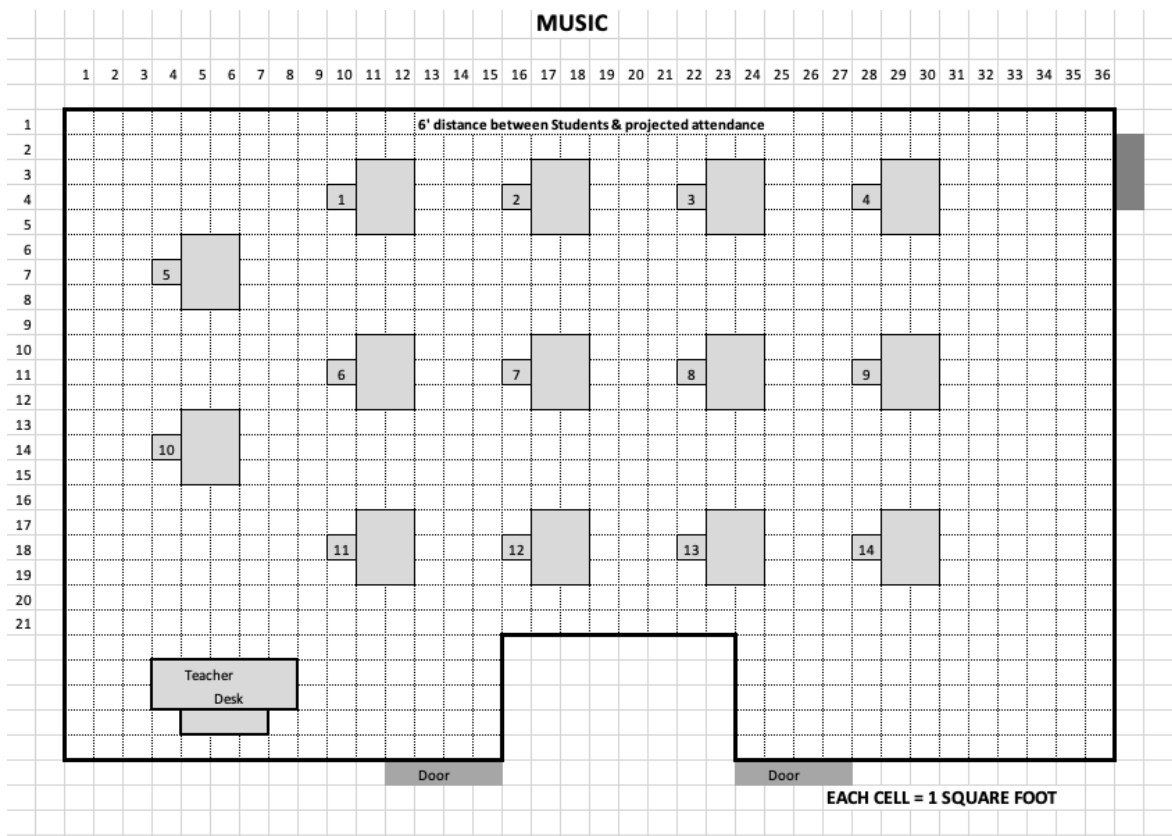 MUSIC
1 2 3 4 5 6 7 8 9 10 11 12 13 14 15 16 17 18 19 20 21 22 23 24 25 26 27 28 29 30 31 32 33 34 35 36
1 6' distance between Students & projected attendance
2
3
4 1 2 3 4
5
6
7 5
8
9
10
11 6 7 8 9
12
13
14 10
15
16
17
18 11 12 13 14
19
20
21
Teacher
Desk
Door Door
EACH CELL = 1 SQUARE FOOT